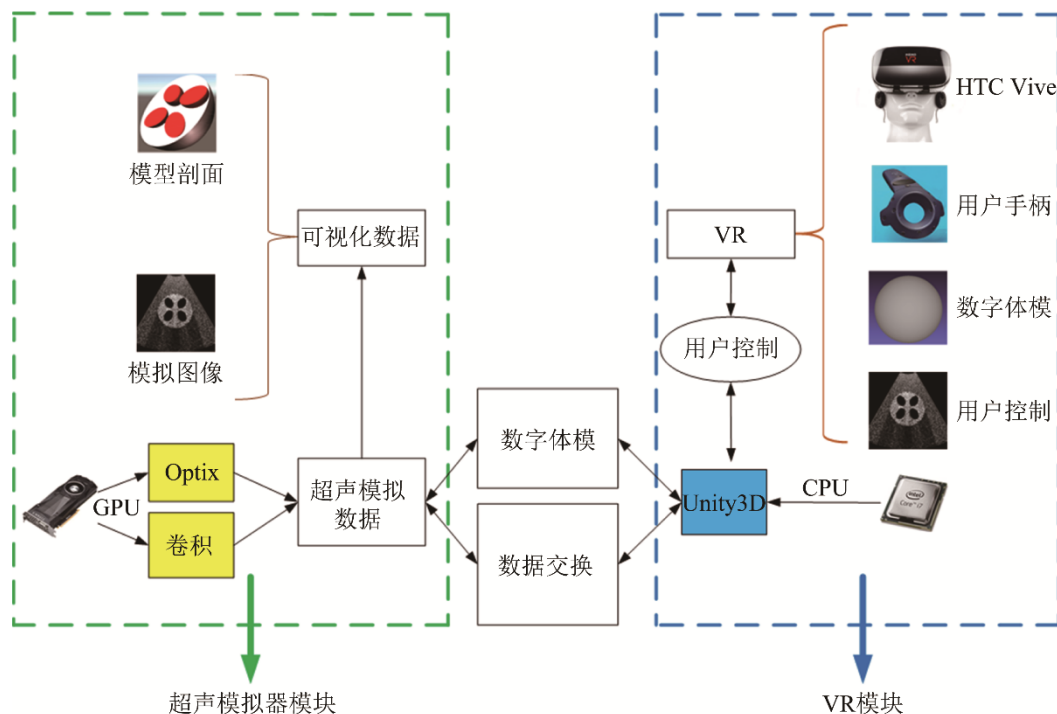 模型剖面
模拟图像
可视化数据
GPU
Optix
卷积
超声模拟
数据
数字体模
数据交换
VR
用户控制
Unity3D
CPU
HTC Vive
用户手柄
数字体模
用户控制
超声模拟器模块
VR模块